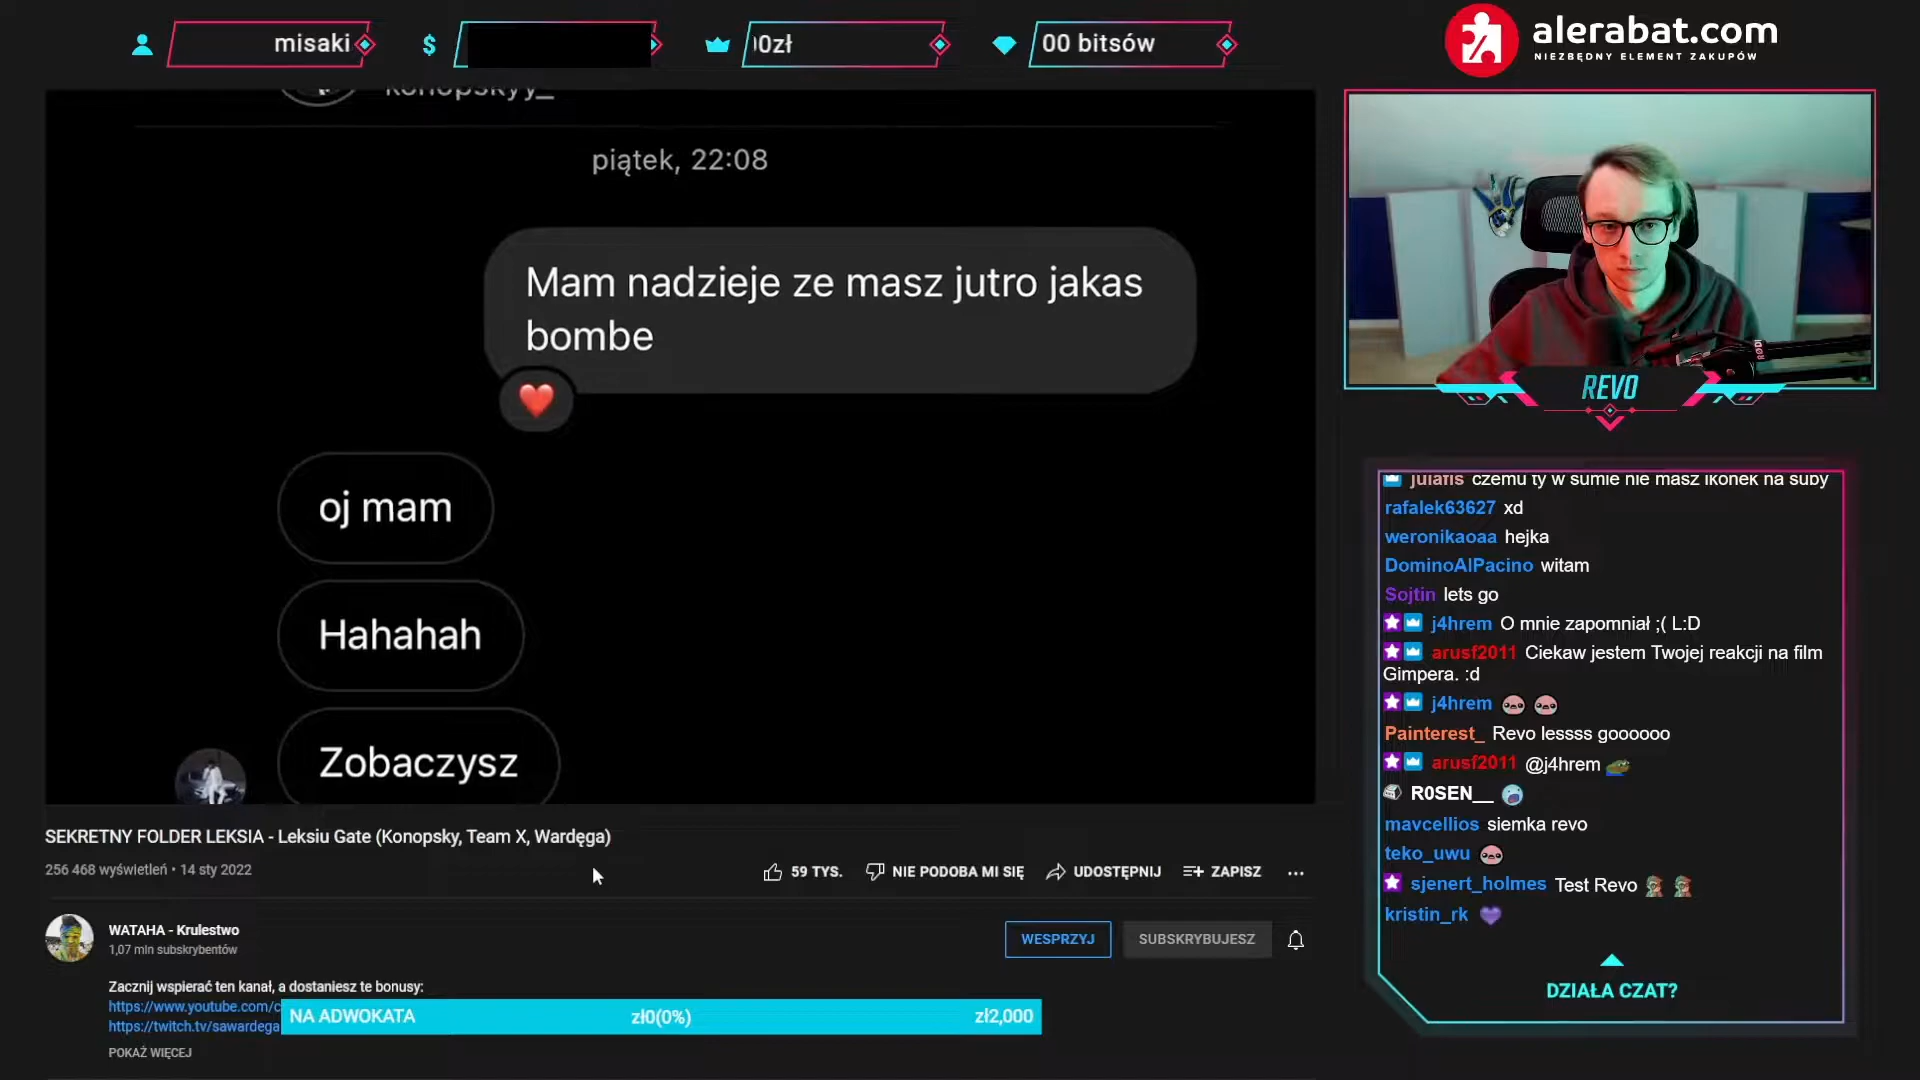 misaki
$
0zł
00 bitsów
alerabat.com
NIEZBĘDNY ELEMENT ZAKUPÓW
konopskyy_
piątek, 22:08
Mam nadzieje ze masz jutro jakas
bombe
oj mam
Hahahah
Zobaczysz
SEKRETNY FOLDER LEKSIA - Leksiu Gate (Konopsky, Team X, Wardęga)
256 468 wyświetleń • 14 sty 2022
59 TYS.
NIE PODOBA MI SIĘ
UDOSTĘPNIJ
ZAPISZ
WATAHA - Krulestwo
1,07 mln subskrybentów
WESPRZYJ
SUBSKRYBUJESZ
Zacznij wspierać ten kanał, a dostaniesz te bonusy:
https://www.youtube.com/c
https://twitch.tv/sawardega
NA ADWOKATA zł0(0%) zł2,000
POKAŻ WIĘCEJ
RØDE
REVO
julafis czemu ty w sumie nie masz ikonek na suby
rafalek63627 xd
weronikaoaa hejka
DominoAlPacino witam
Sojtin lets go
j4hrem O mnie zapomniał ;( L:D
arusf2011 Ciekaw jestem Twojej reakcji na film
Gimpera. :d
j4hrem
Painterest_ Revo lessss goooooo
arusf2011 @j4hrem
R0SEN__
mavcellios siemka revo
teko_uwu
sjenert_holmes Test Revo
kristin_rk
DZIAŁA CZAT?